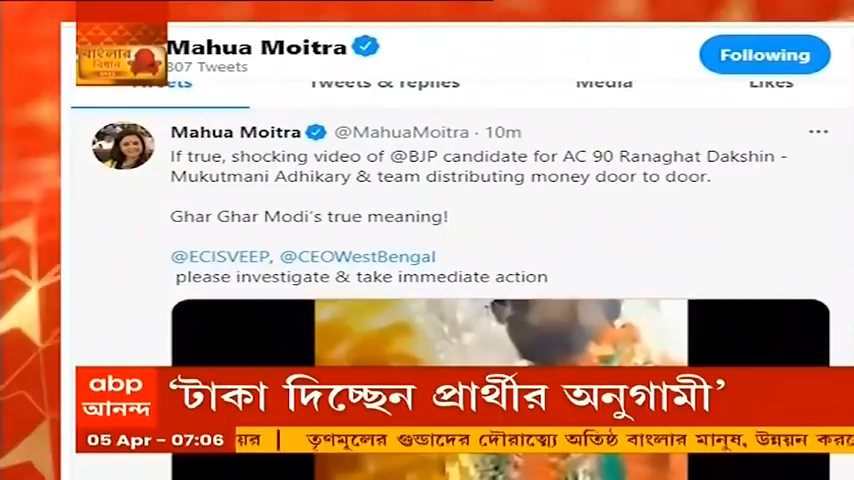 বাংলার
বিধান
Mahua Moitra
307 Tweets
Following
Tweets
Tweets & replies
Media
Likes
Mahua Moitra @MahuaMoitra · 10m
If true, shocking video of @BJP candidate for AC 90 Ranaghat Dakshin -
Mukutmani Adhikary & team distributing money door to door.
Ghar Ghar Modi's true meaning!
@ECISVEEP, @CEOWestBengal
please investigate & take immediate action
abp
আনন্দ
‘টাকা দিচ্ছেন প্রার্থীর অনুগামী’
05 Apr - 07:06
য়র | তৃণমূলের গুন্ডাদের দৌরাত্ম্যে অতিষ্ঠ বাংলার মানুষ, উন্নয়ন করে